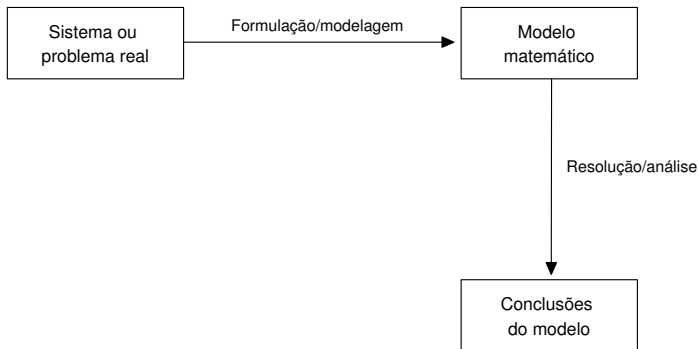 Sistema ou
problema real
Formulação/modelagem
Modelo
matemático
Resolução/análise
Conclusões
do modelo